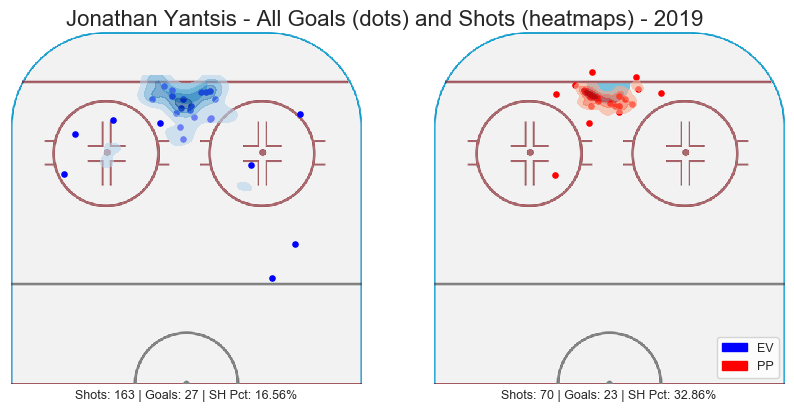 Jonathan Yantsis - All Goals (dots) and Shots (heatmaps) - 2019
EV
PP
Shots: 163 | Goals: 27 | SH Pct: 16.56%
Shots: 70 | Goals: 23 | SH Pct: 32.86%